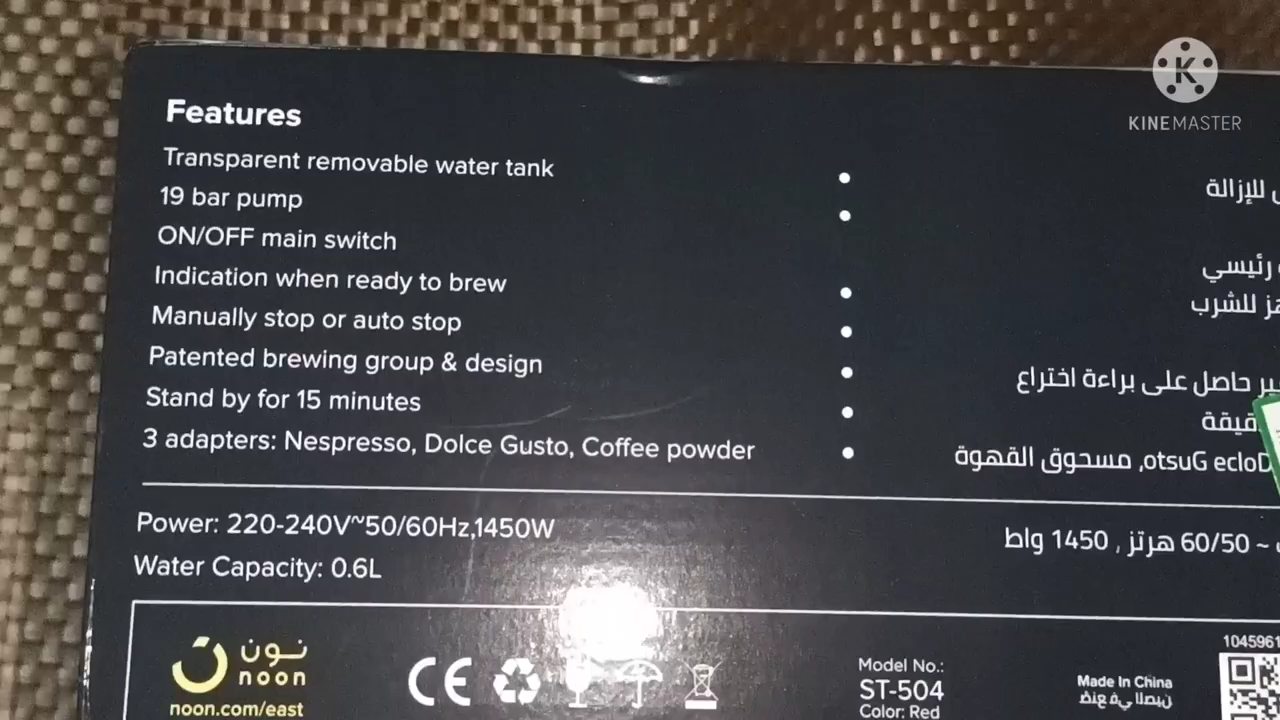 KINEMASTER
Features
Transparent removable water tank
19 bar pump
ON/OFF main switch
Indication when ready to brew
Manually stop or auto stop
Patented brewing group & design
Stand by for 15 minutes
3 adapters: Nespresso, Dolce Gusto, Coffee powder
للإزالة
رئيسي
للشرب
حاصل على براءة اختراع
otsuG ecloD, مسحوق القهوة
Power: 220-240V~50/60Hz,1450W
Water Capacity: 0.6L
~ 60/50 هرتز , 1450 واط
نون
noon
noon.com/east
CE
Model No.:
ST-504
Color: Red
Made In China
1045961